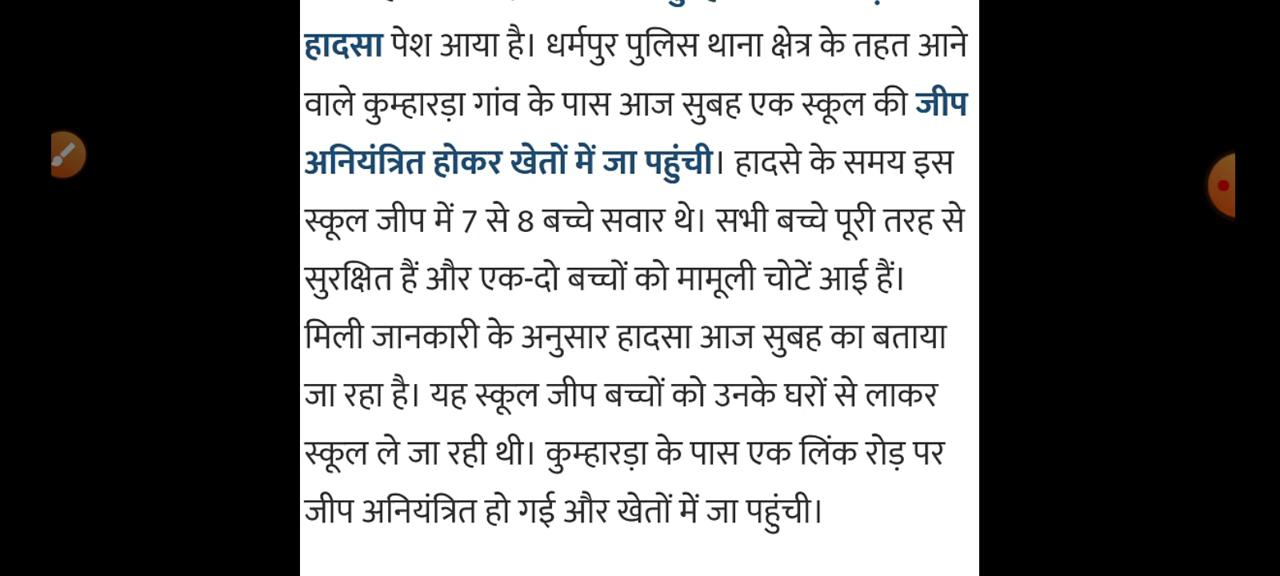 हादसा पेश आया है। धर्मपुर पुलिस थाना क्षेत्र के तहत आने
वाले कुम्हारड़ा गांव के पास आज सुबह एक स्कूल की जीप
अनियंत्रित होकर खेतों में जा पहुंची। हादसे के समय इस
स्कूल जीप में 7 से 8 बच्चे सवार थे। सभी बच्चे पूरी तरह से
सुरक्षित हैं और एक-दो बच्चों को मामूली चोटें आई हैं।
मिली जानकारी के अनुसार हादसा आज सुबह का बताया
जा रहा है। यह स्कूल जीप बच्चों को उनके घरों से लाकर
स्कूल ले जा रही थी। कुम्हारड़ा के पास एक लिंक रोड़ पर
जीप अनियंत्रित हो गई और खेतों में जा पहुंची।